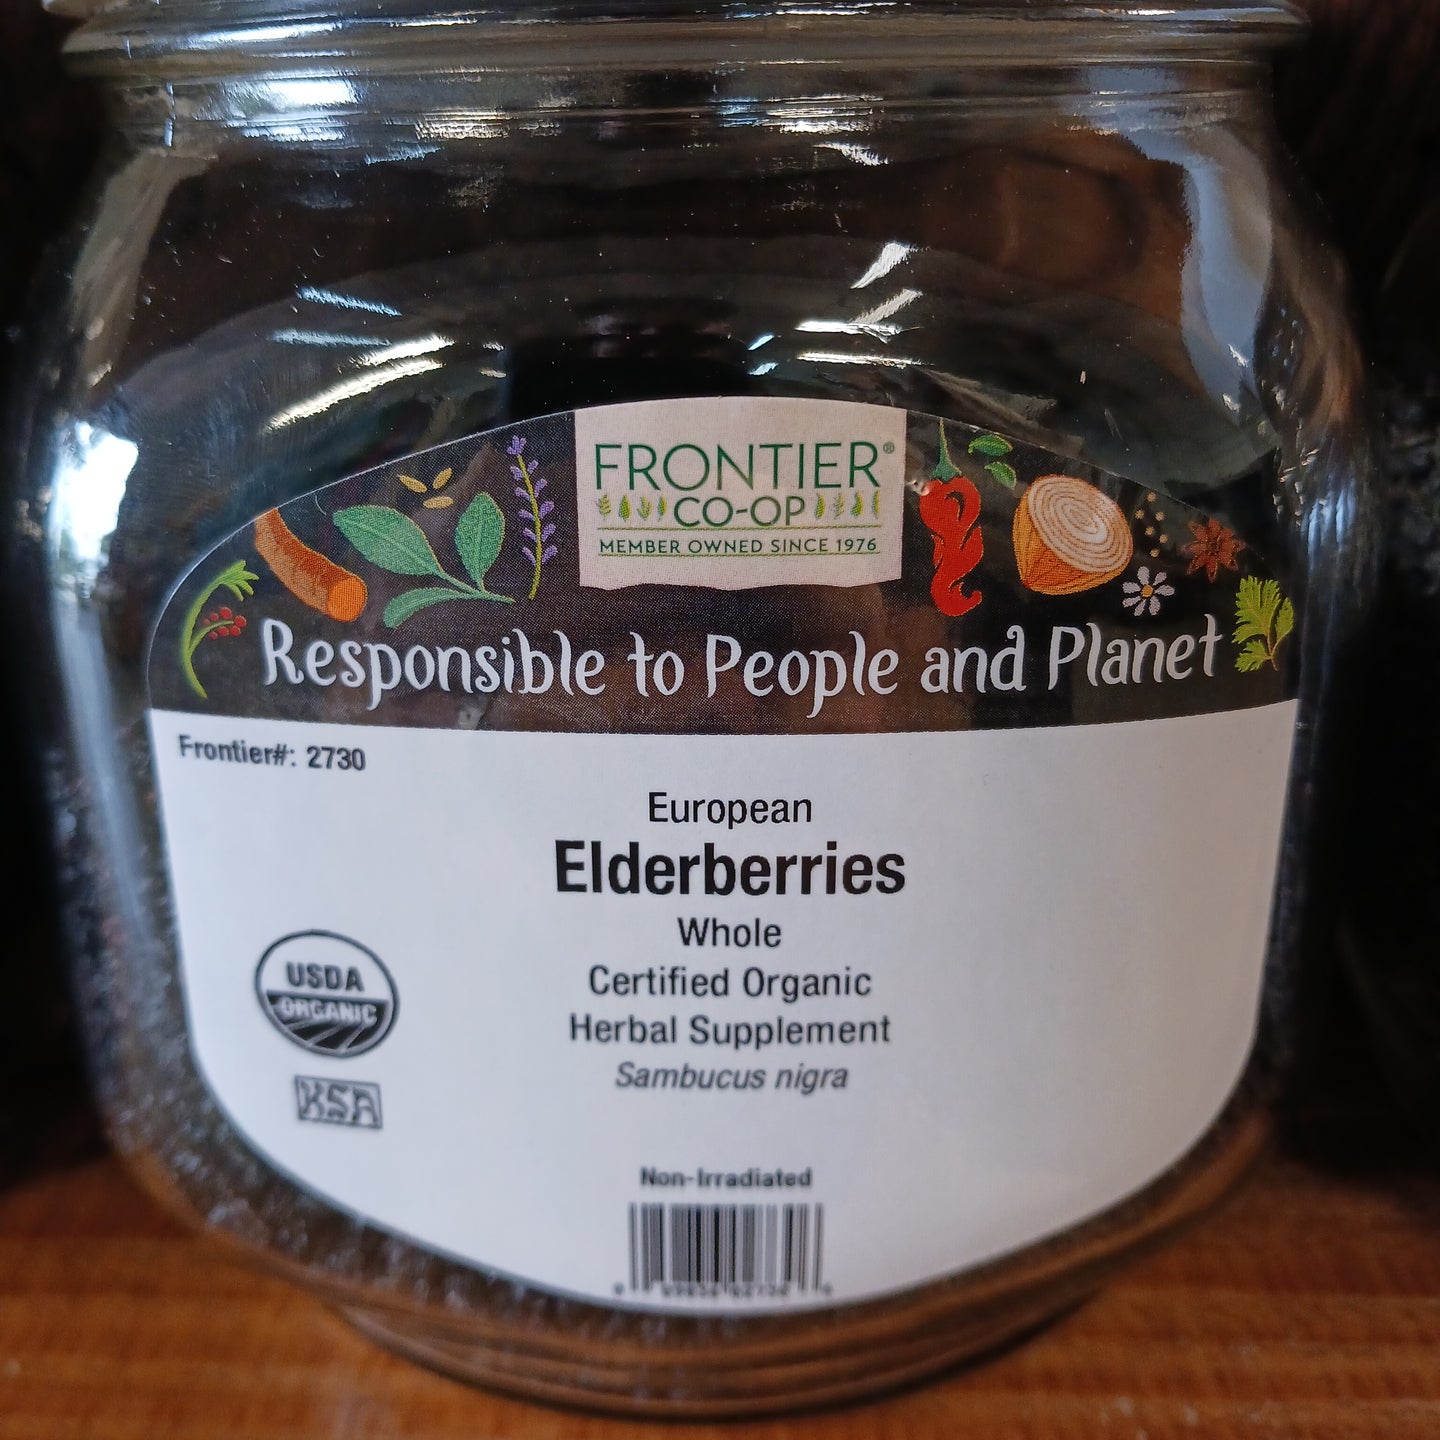 FRONTIER®
CO-OP
MEMBER OWNED SINCE 1976
Responsible to People and Planet
Frontier#: 2730
European
Elderberries
Whole
Certified Organic
Herbal Supplement
Sambucus nigra
USDA
ORGANIC
KSA
Non-Irradiated